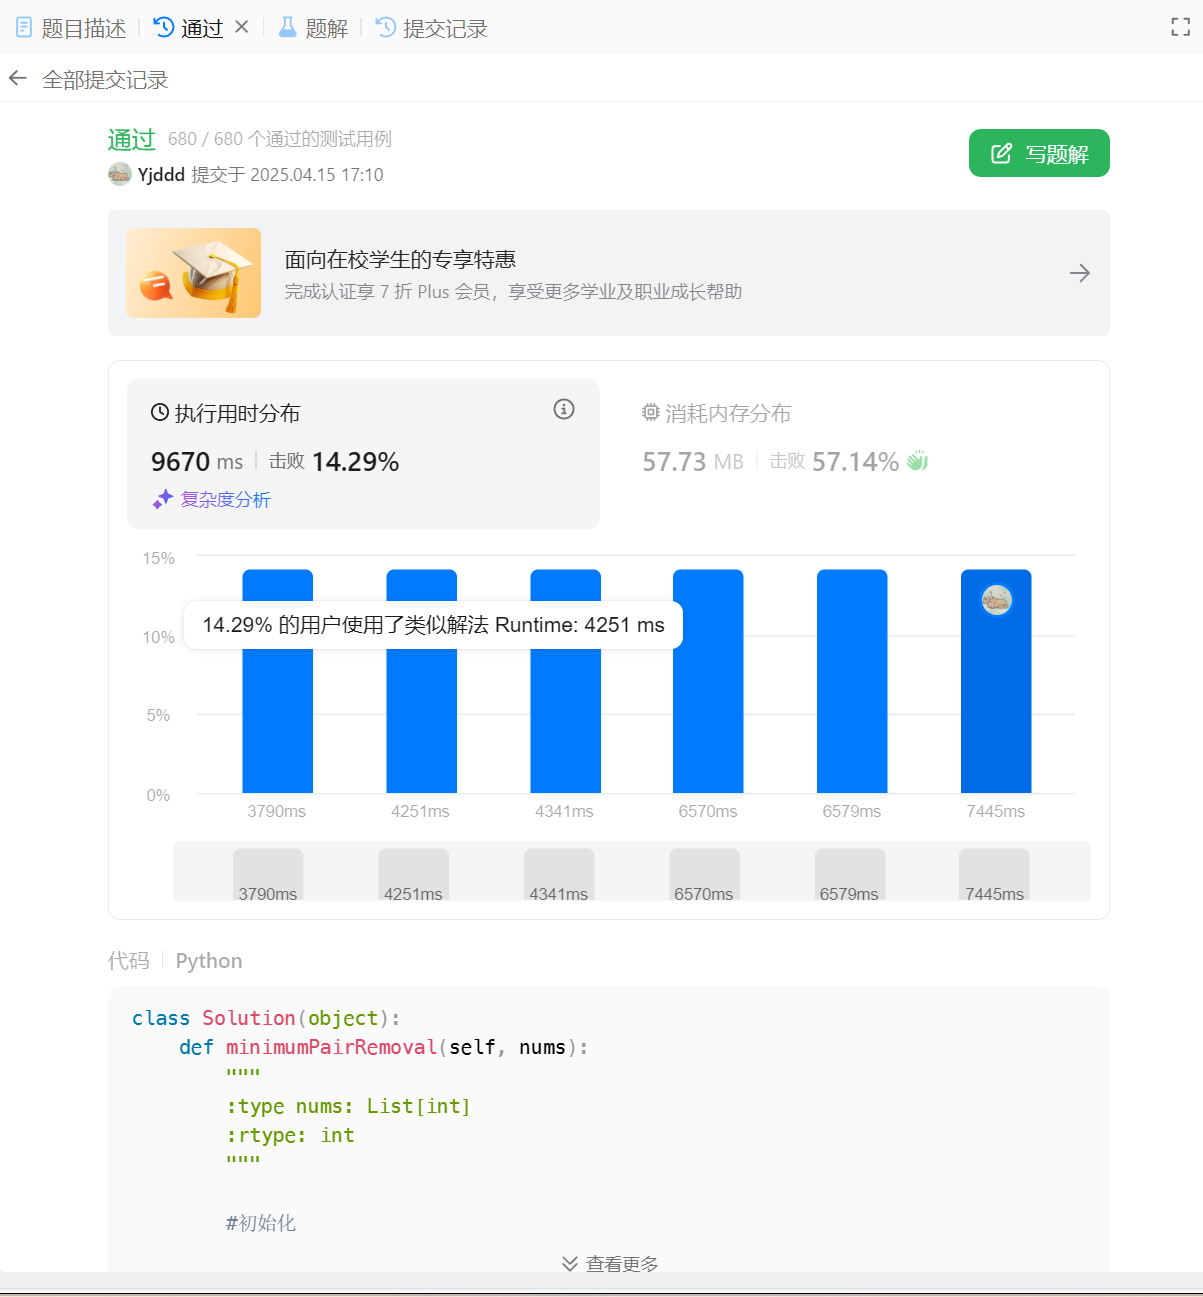 题目描述 通过 题解 提交记录
全部提交记录
通过 680 / 680 个通过的测试用例
Yjddd 提交于 2025.04.15 17:10
写题解
面向在校学生的专享特惠
完成认证享 7 折 Plus 会员，享受更多学业及职业成长帮助
执行用时分布
9670 ms 击败 14.29%
复杂度分析
消耗内存分布
57.73 MB 击败 57.14%
15%
10%
5%
0%
14.29% 的用户使用了类似解法 Runtime: 4251 ms
3790ms 4251ms 4341ms 6570ms 6579ms 7445ms
3790ms 4251ms 4341ms 6570ms 6579ms 7445ms
代码 Python
class Solution(object):
    def minimumPairRemoval(self, nums):
        """
        :type nums: List[int]
        :rtype: int
        """
        #初始化
查看更多